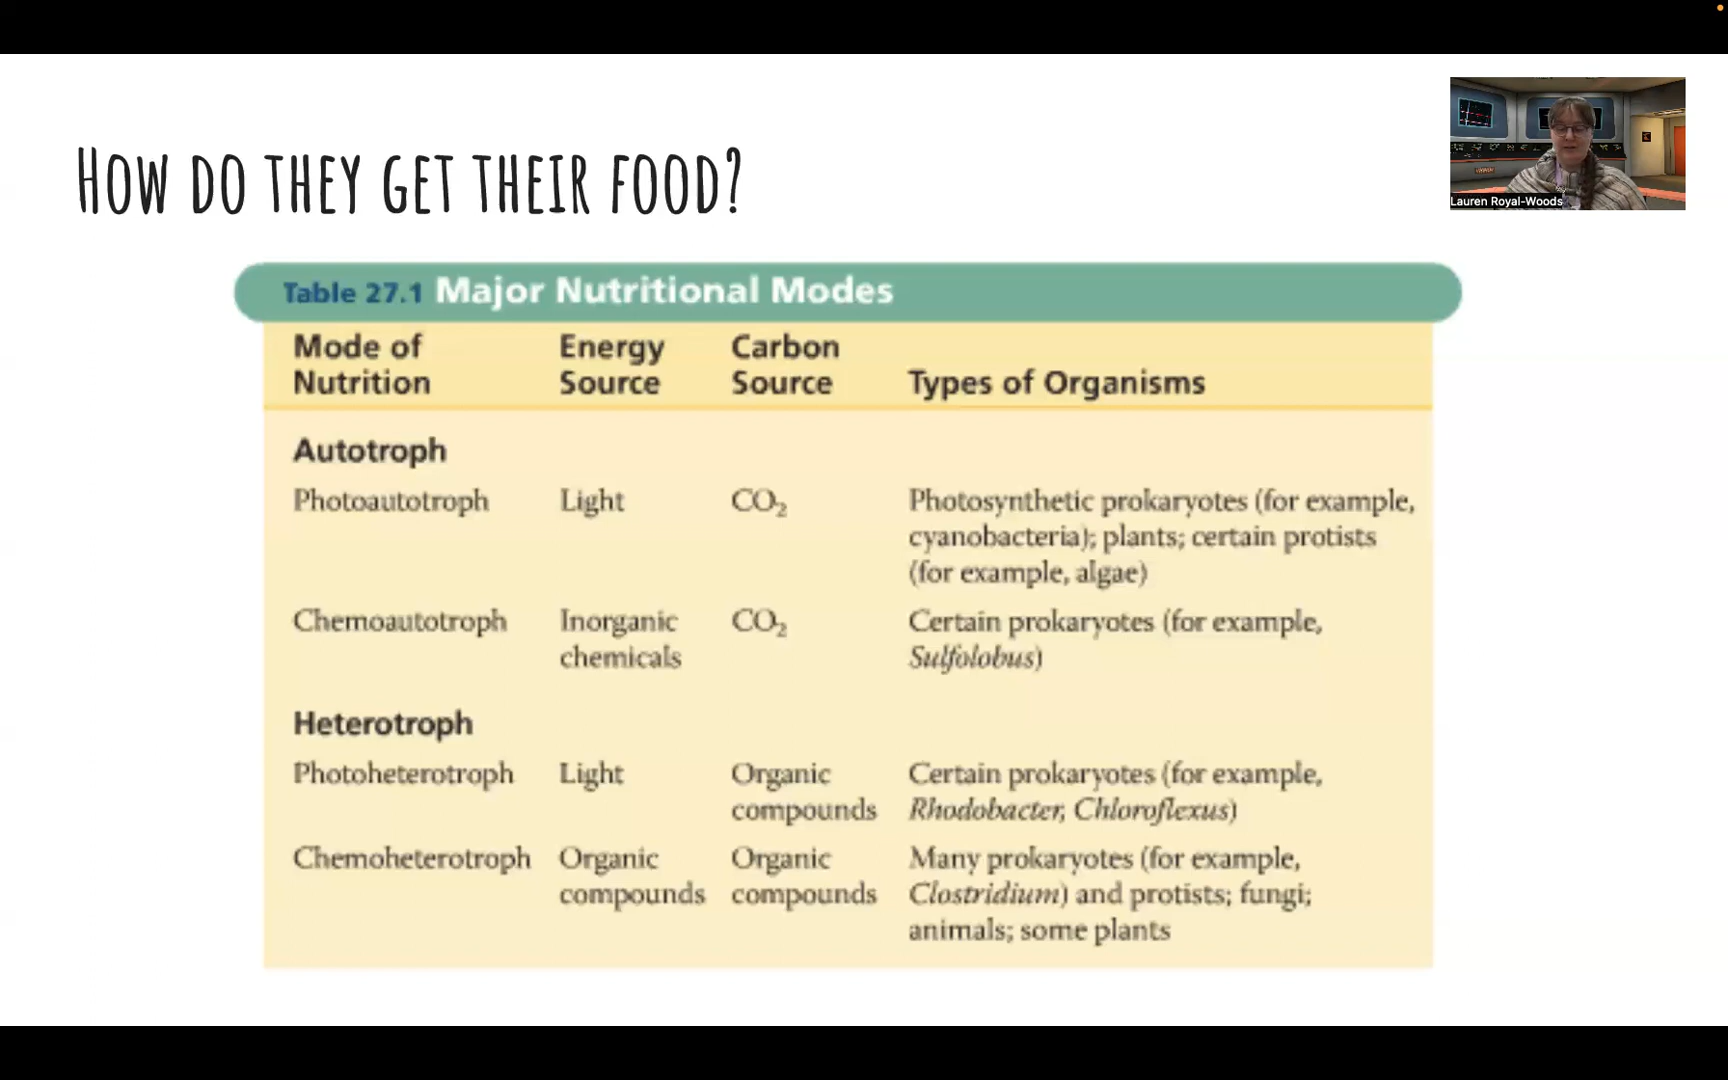 How do they get their food?
Lauren Royal-Woods
Table 27.1 Major Nutritional Modes
Mode of Nutrition Energy Source Carbon Source Types of Organisms
Autotroph
Photoautotroph Light CO₂ Photosynthetic prokaryotes (for example,
cyanobacteria); plants; certain protists
(for example, algae)
Chemoautotroph Inorganic chemicals CO₂ Certain prokaryotes (for example,
Sulfolobus)
Heterotroph
Photoheterotroph Light Organic compounds Certain prokaryotes (for example,
Rhodobacter, Chloroflexus)
Chemoheterotroph Organic compounds Organic compounds Many prokaryotes (for example,
Clostridium) and protists; fungi;
animals; some plants